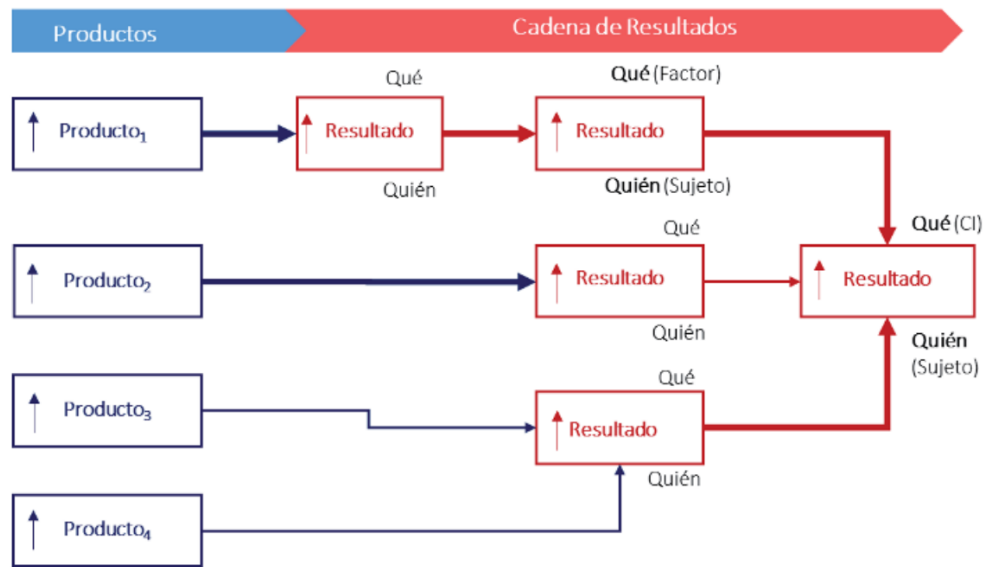 Productos
Cadena de Resultados
Qué
Qué (Factor)
Producto₁
Resultado
Resultado
Quién
Quién (Sujeto)
Qué
Qué (CI)
Producto₂
Resultado
Resultado
Quién
Quién
(Sujeto)
Qué
Producto₃
Resultado
Quién
Producto₄